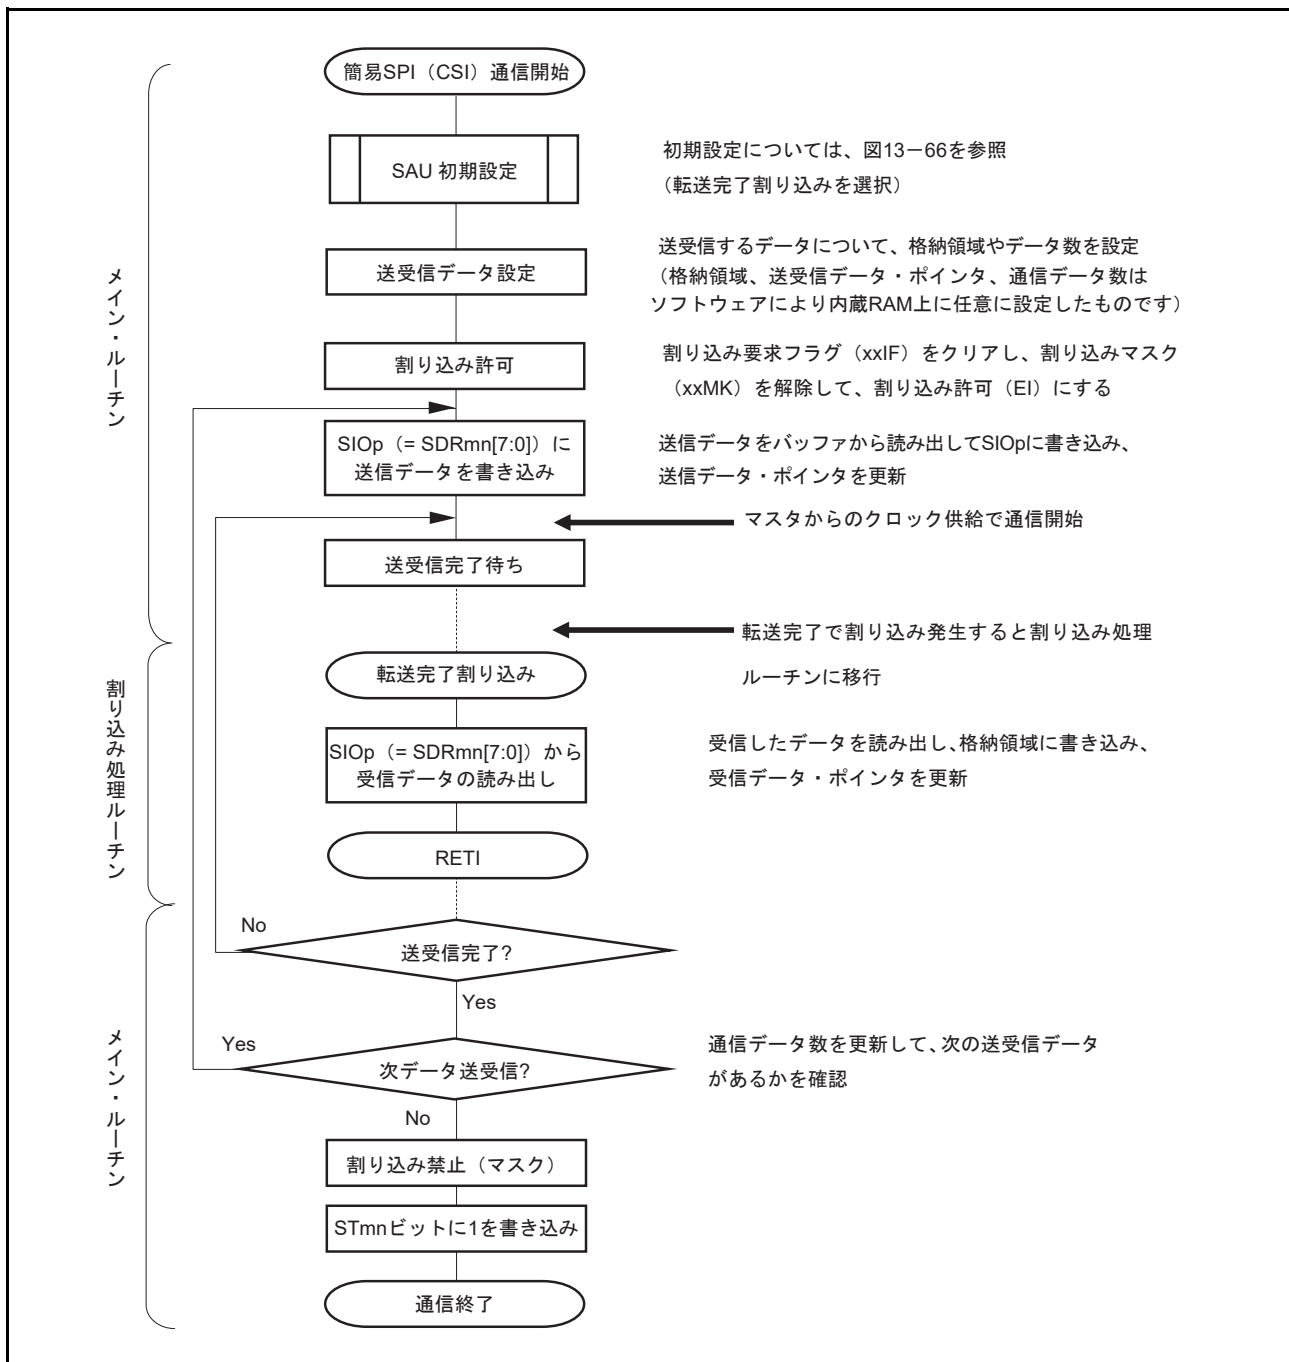 簡易SPI（CSI）通信開始
SAU 初期設定
初期設定については、図13－66を参照
（転送完了割り込みを選択）
送受信データ設定
送受信するデータについて、格納領域やデータ数を設定
（格納領域、送受信データ・ポインタ、通信データ数は
ソフトウェアにより内蔵RAM上に任意に設定したものです）
メイン・ルーチン
割り込み許可
割り込み要求フラグ（xxIF）をクリアし、割り込みマスク
（xxMK）を解除して、割り込み許可（EI）にする
SIOp（= SDRmn[7:0]）に
送信データを書き込み
送信データをバッファから読み出してSIOpに書き込み、
送信データ・ポインタを更新
マスタからのクロック供給で通信開始
送受信完了待ち
転送完了で割り込み発生すると割り込み処理
ルーチンに移行
転送完了割り込み
割り込み処理ルーチン
SIOp（= SDRmn[7:0]）から
受信データの読み出し
受信したデータを読み出し、格納領域に書き込み、
受信データ・ポインタを更新
RETI
No
送受信完了?
Yes
メイン・ルーチン
Yes
次データ送受信?
通信データ数を更新して、次の送受信データ
があるかを確認
No
割り込み禁止（マスク）
STmnビットに1を書き込み
通信終了